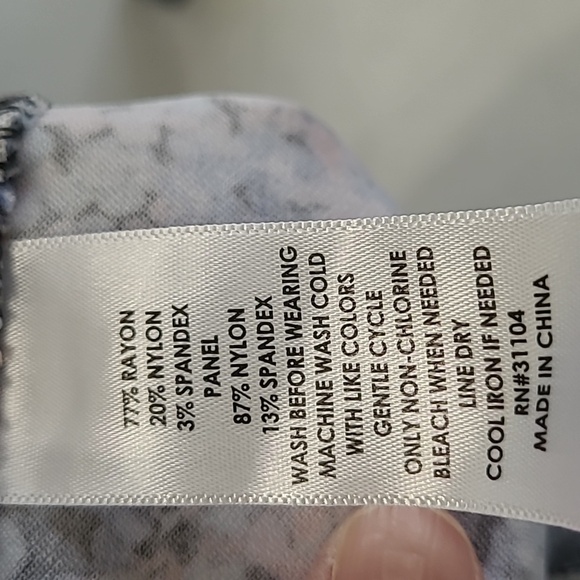 77% RAYON
20% NYLON
3% SPANDEX
PANEL
87% NYLON
13% SPANDEX
WASH BEFORE WEARING
MACHINE WASH COLD
WITH LIKE COLORS
GENTLE CYCLE
ONLY NON-CHLORINE
BLEACH WHEN NEEDED
LINE DRY
COOL IRON IF NEEDED
RN#31104
MADE IN CHINA